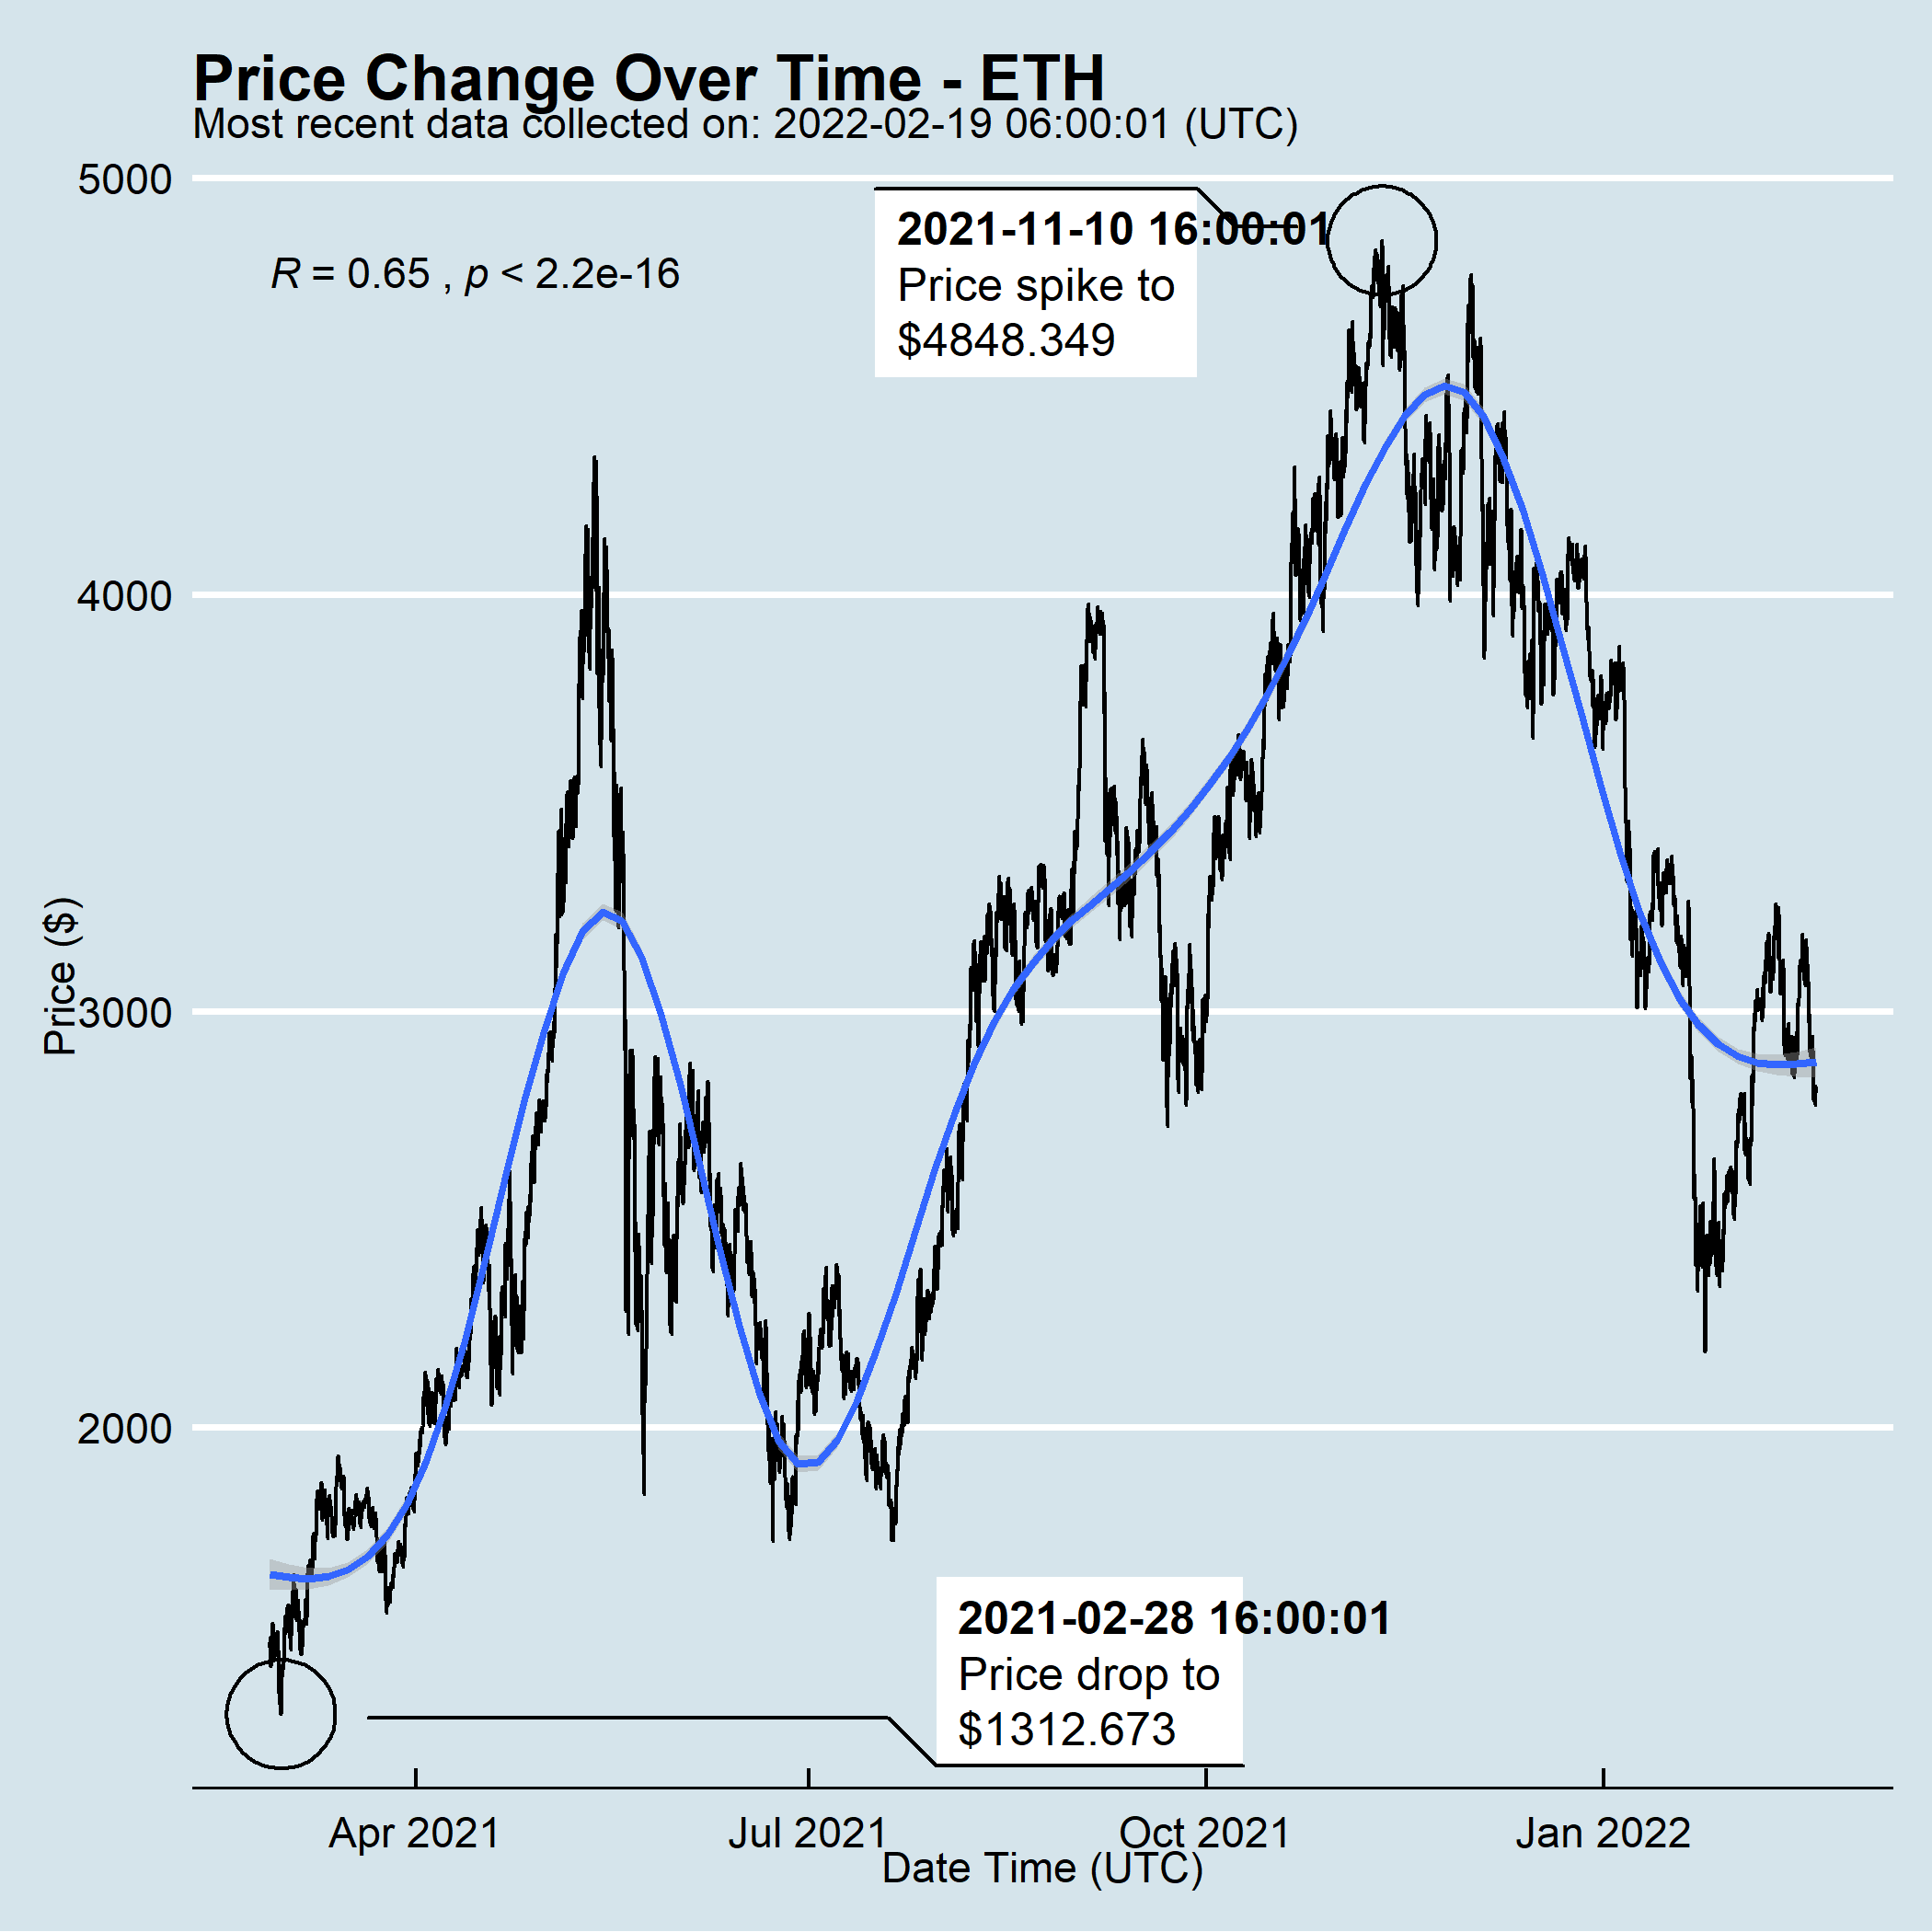 Price Change Over Time - ETH
Most recent data collected on: 2022-02-19 06:00:01 (UTC)
5000
2021-11-10 16:00:01
Price spike to
$4848.349
R = 0.65 , p < 2.2e-16
4000
Price ($)
3000
2000
2021-02-28 16:00:01
Price drop to
$1312.673
Apr 2021
Jul 2021
Oct 2021
Jan 2022
Date Time (UTC)